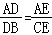 AD/DB = AE/CE